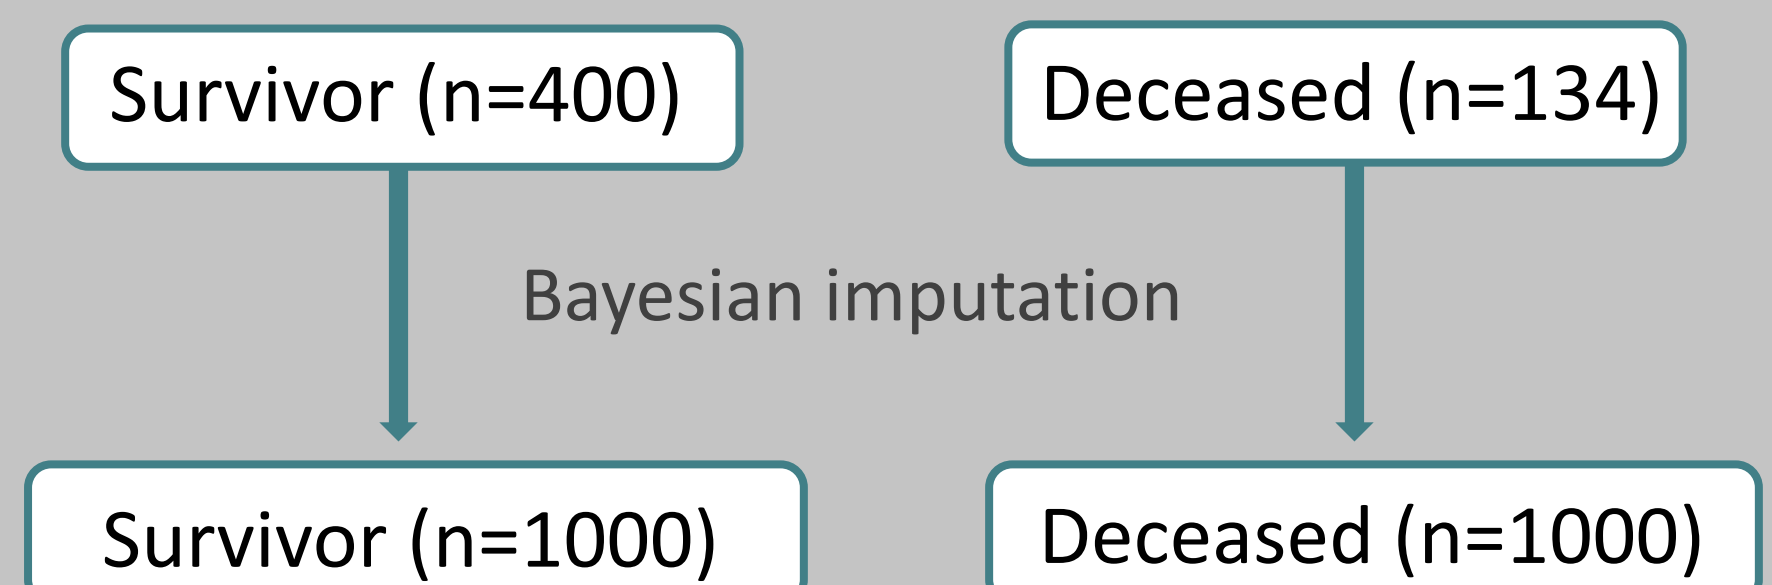 Survivor (n=400)
Deceased (n=134)
Bayesian imputation
Survivor (n=1000)
Deceased (n=1000)